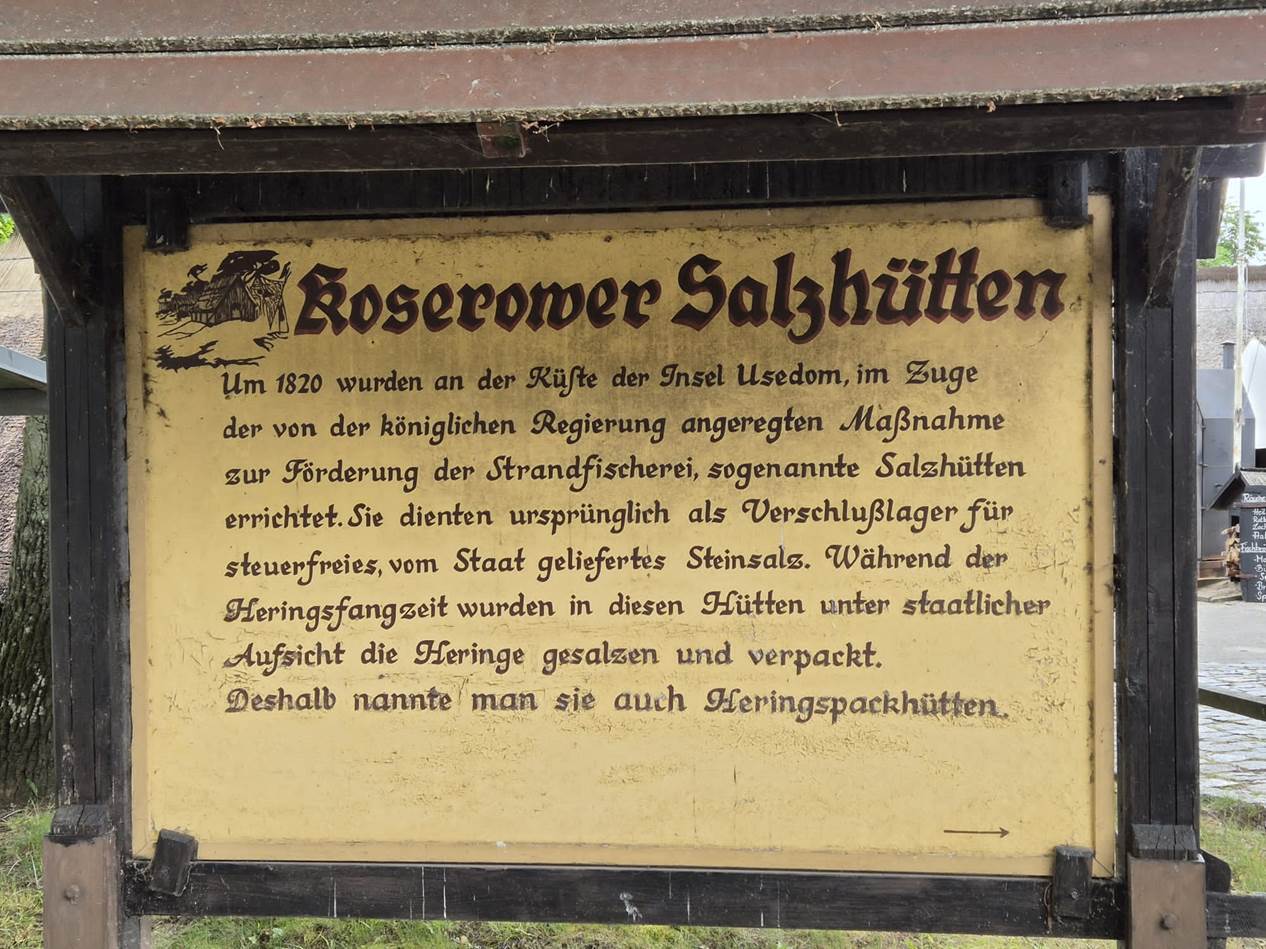 Koserower Salzhütten
Um 1820 wurden an der Küſte der Insel Usedom, im Zuge
der von der königlichen Regierung angeregten Maßnahme
zur Förderung der Strandfischerei, sogenannte Salzhütten
errichtet. Sie dienten ursprünglich als Verschlußlager für
steuerfreies, vom Staat geliefertes Steinsalz. Während der
Heringsfangzeit wurden in diesen Hütten unter staatlicher
Aufsicht die Heringe gesalzen und verpackt.
Deshalb nannte man sie auch Heringspackhütten.